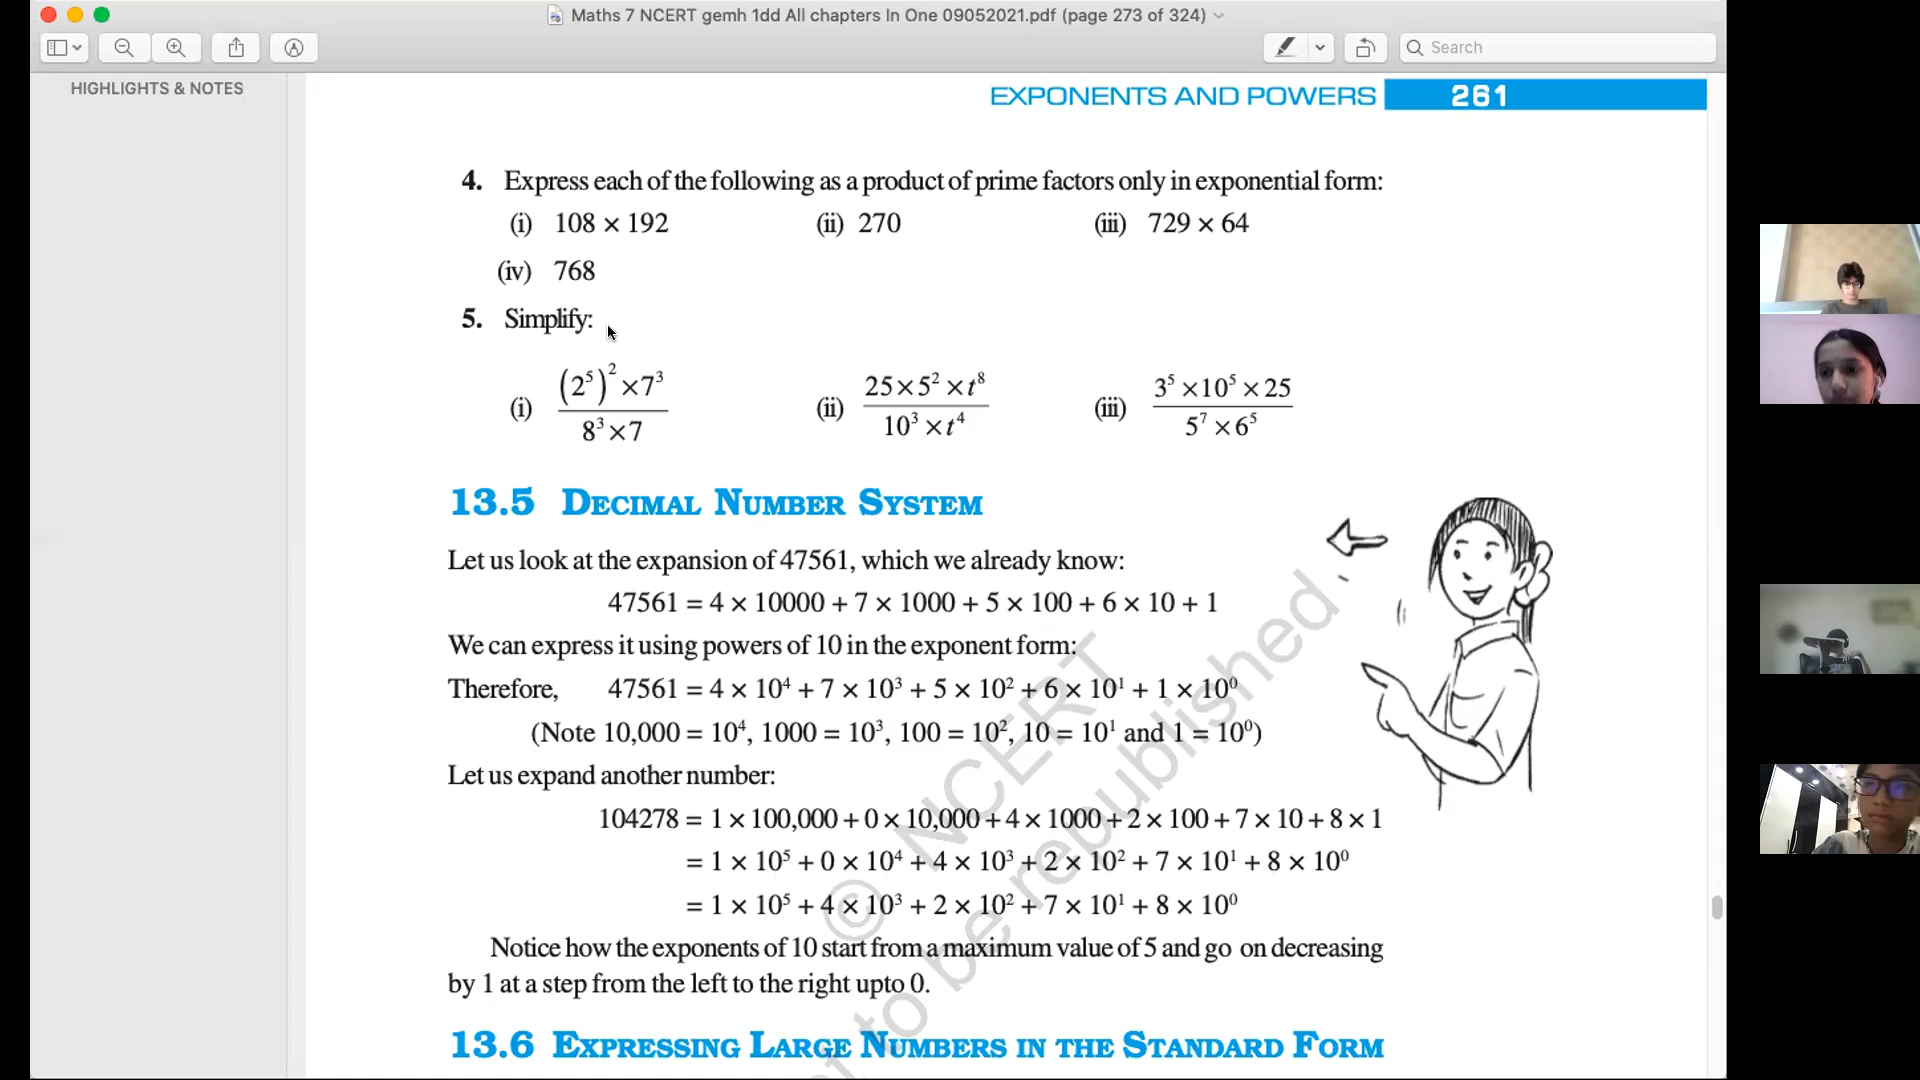 Maths 7 NCERT gemh 1dd All chapters In One 09052021.pdf (page 273 of 324)
Search
HIGHLIGHTS & NOTES
EXPONENTS AND POWERS 261
4. Express each of the following as a product of prime factors only in exponential form:
(i) 108 × 192 (ii) 270 (iii) 729 × 64
(iv) 768
5. Simplify:
(i) ((2⁵)² × 7³)/(8³ × 7) (ii) (25 × 5² × t⁸)/(10³ × t⁴) (iii) (3⁵ × 10⁵ × 25)/(5⁷ × 6⁵)
13.5 DECIMAL NUMBER SYSTEM
Let us look at the expansion of 47561, which we already know:
47561 = 4 × 10000 + 7 × 1000 + 5 × 100 + 6 × 10 + 1
We can express it using powers of 10 in the exponent form:
Therefore, 47561 = 4 × 10⁴ + 7 × 10³ + 5 × 10² + 6 × 10¹ + 1 × 10⁰
(Note 10,000 = 10⁴, 1000 = 10³, 100 = 10², 10 = 10¹ and 1 = 10⁰)
Let us expand another number:
104278 = 1 × 100,000 + 0 × 10,000 + 4 × 1000 + 2 × 100 + 7 × 10 + 8 × 1
= 1 × 10⁵ + 0 × 10⁴ + 4 × 10³ + 2 × 10² + 7 × 10¹ + 8 × 10⁰
= 1 × 10⁵ + 4 × 10³ + 2 × 10² + 7 × 10¹ + 8 × 10⁰
Notice how the exponents of 10 start from a maximum value of 5 and go on decreasing
by 1 at a step from the left to the right upto 0.
13.6 EXPRESSING LARGE NUMBERS IN THE STANDARD FORM
© NCERT
to be republished